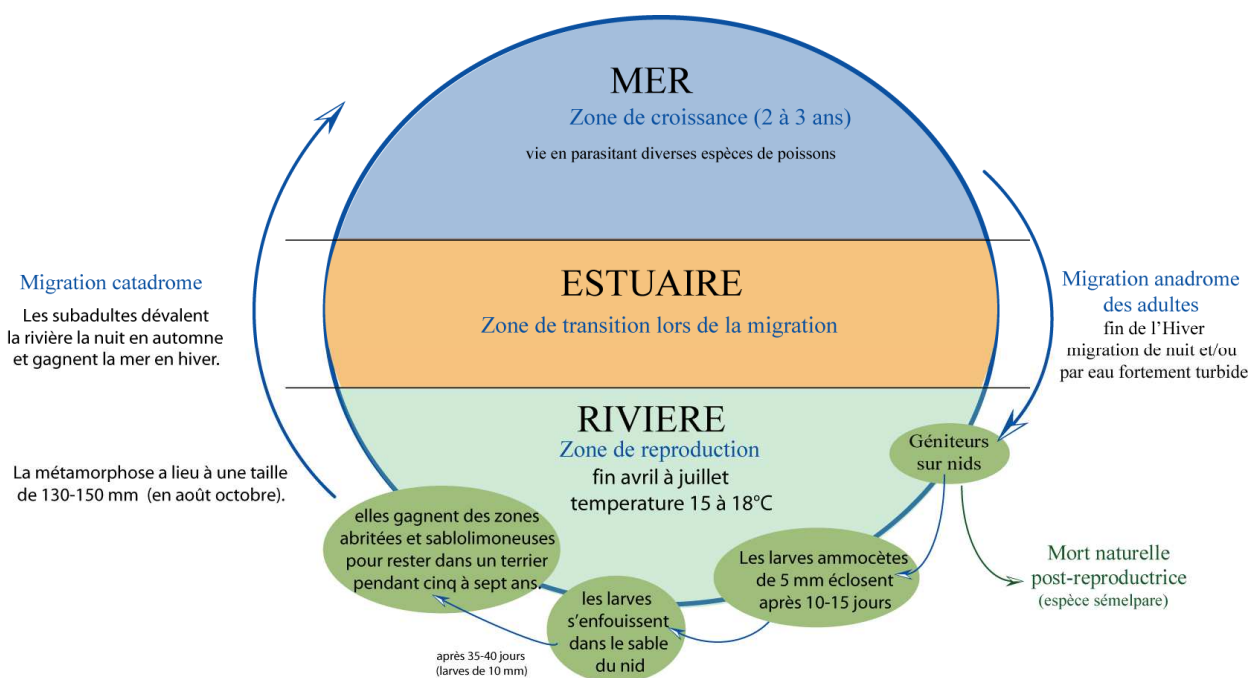 MER
Zone de croissance (2 à 3 ans)
vie en parasitant diverses espèces de poissons
ESTUAIRE
Zone de transition lors de la migration
Migration catadrome
Les subadultes dévalent
la rivière la nuit en automne
et gagnent la mer en hiver.
Migration anadrome
des adultes
fin de l'Hiver
migration de nuit et/ou
par eau fortement turbide
RIVIERE
Zone de reproduction
fin avril à juillet
temperature 15 à 18°C
Géniteurs
sur nids
La métamorphose a lieu à une taille
de 130-150 mm (en août octobre).
elles gagnent des zones
abritées et sablolimoneuses
pour rester dans un terrier
pendant cinq à sept ans.
Les larves ammocètes
de 5 mm éclosent
après 10-15 jours
Mort naturelle
post-reproductrice
(espèce sémelpare)
les larves
s'enfouissent
dans le sable
du nid
après 35-40 jours
(larves de 10 mm)